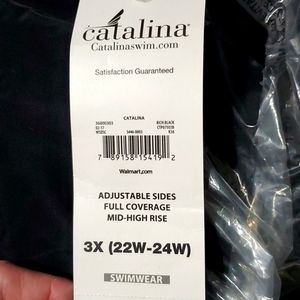 catalina®
Catalinaswim.com
Satisfaction Guaranteed
CATALINA
RICH BLACK
7 89158 15419 2
Walmart.com
ADJUSTABLE SIDES
FULL COVERAGE
MID-HIGH RISE
3X (22W-24W)
SWIMWEAR